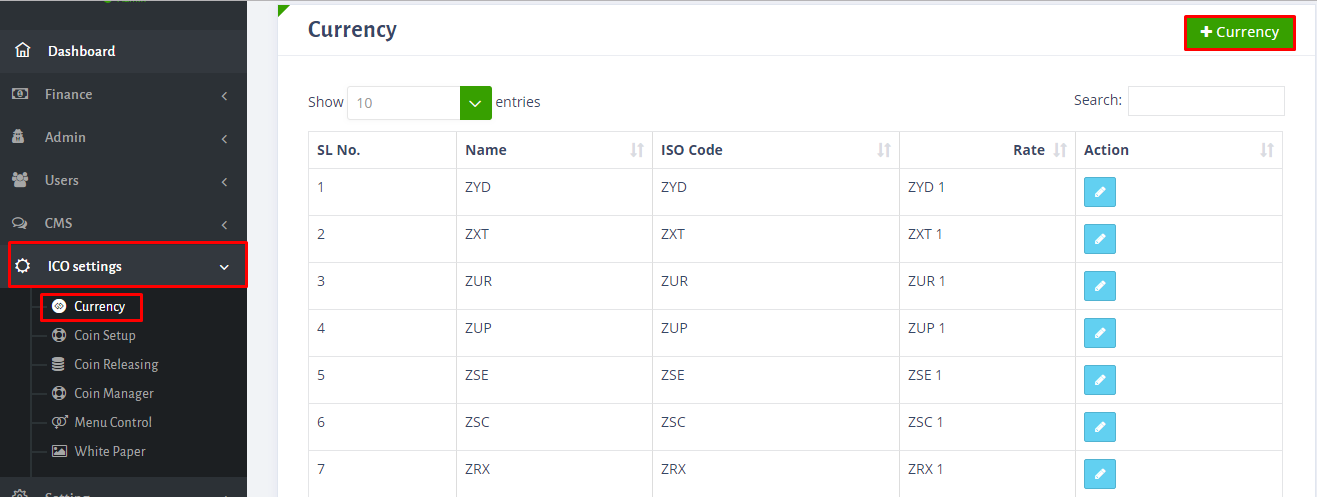 Dashboard
Finance
Admin
Users
CMS
ICO settings
Currency
Coin Setup
Coin Releasing
Coin Manager
Menu Control
White Paper
Currency
Currency
Show 10 entries Search:
SL No. Name ISO Code Rate Action
1 ZYD ZYD ZYD 1
2 ZXT ZXT ZXT 1
3 ZUR ZUR ZUR 1
4 ZUP ZUP ZUP 1
5 ZSE ZSE ZSE 1
6 ZSC ZSC ZSC 1
7 ZRX ZRX ZRX 1